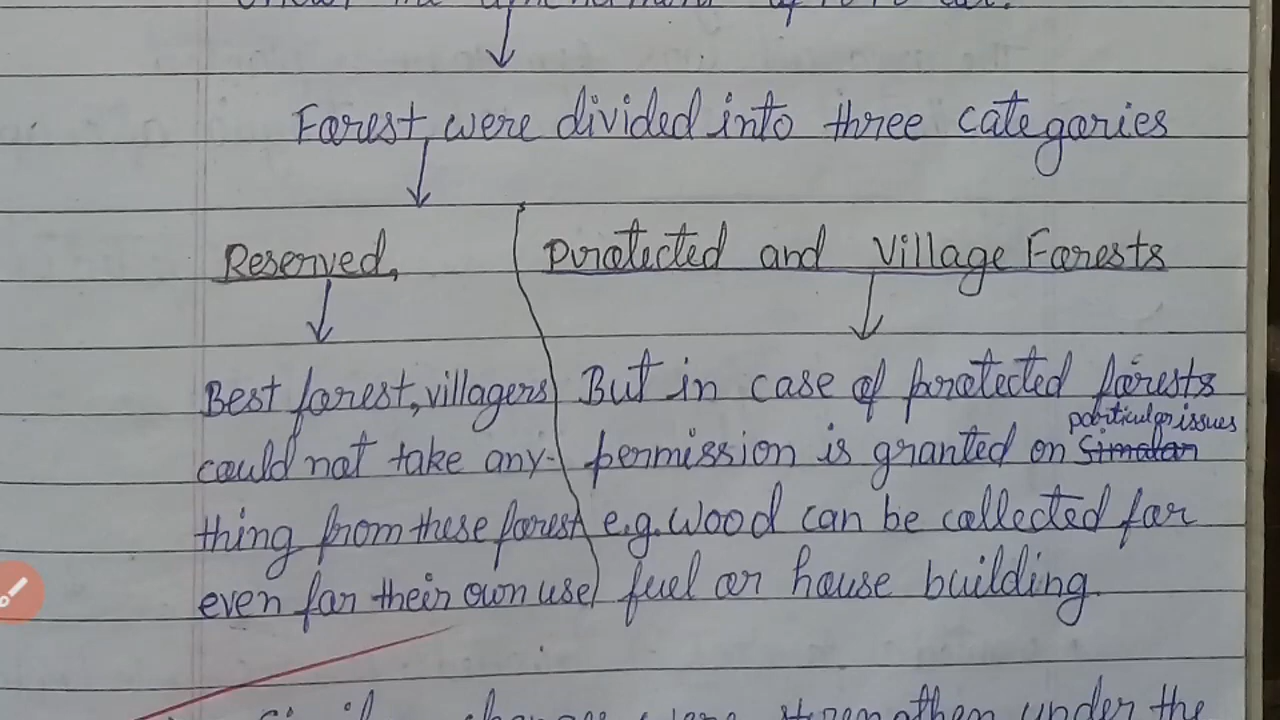 Forest were divided into three categories
Reserved,
Protected and Village Forests
Best forest, villagers
could not take any-
thing from these forest
even for their own use
But in case of protected forests
permission is granted on particular issues
e.g. wood can be collected for
fuel or house building.